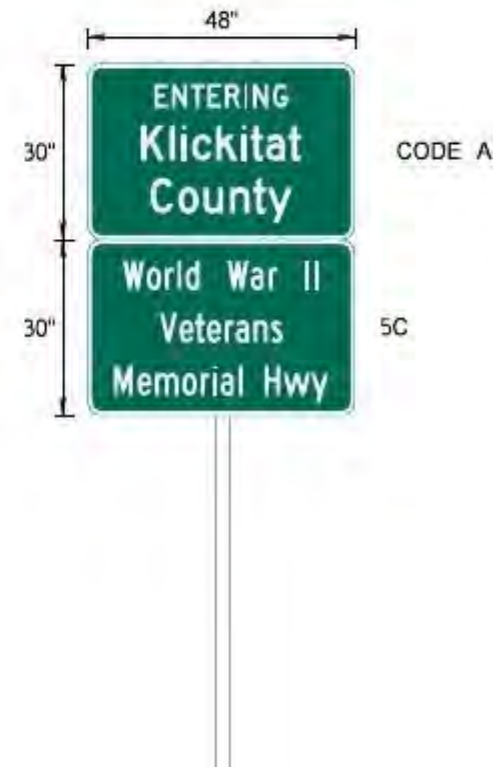 48"
30"
ENTERING
Klickitat
County
CODE A
30"
World War II
Veterans
Memorial Hwy
5C